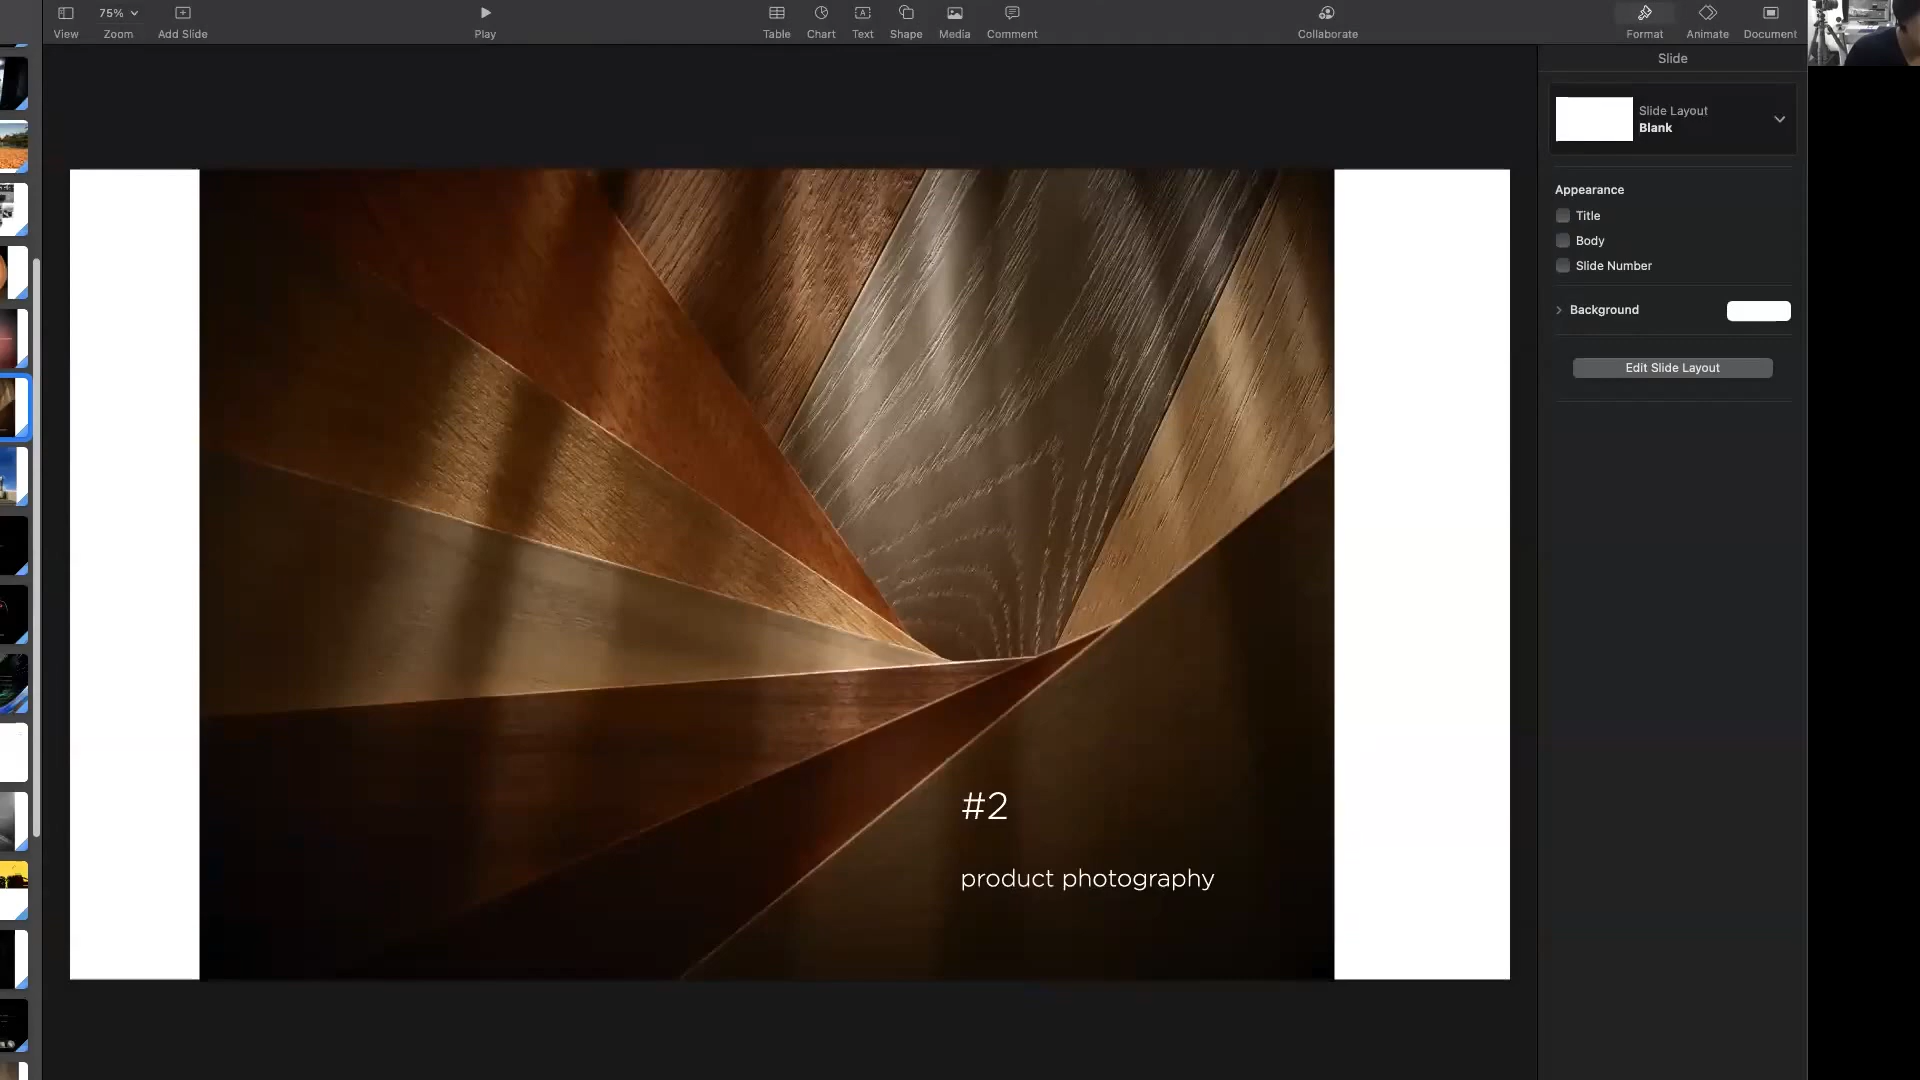 View
75%
Zoom
Add Slide
Play
Table
Chart
Text
Shape
Media
Comment
Collaborate
Format
Animate
Document
Slide
Slide Layout
Blank
Appearance
Title
Body
Slide Number
Background
Edit Slide Layout
#2
product photography